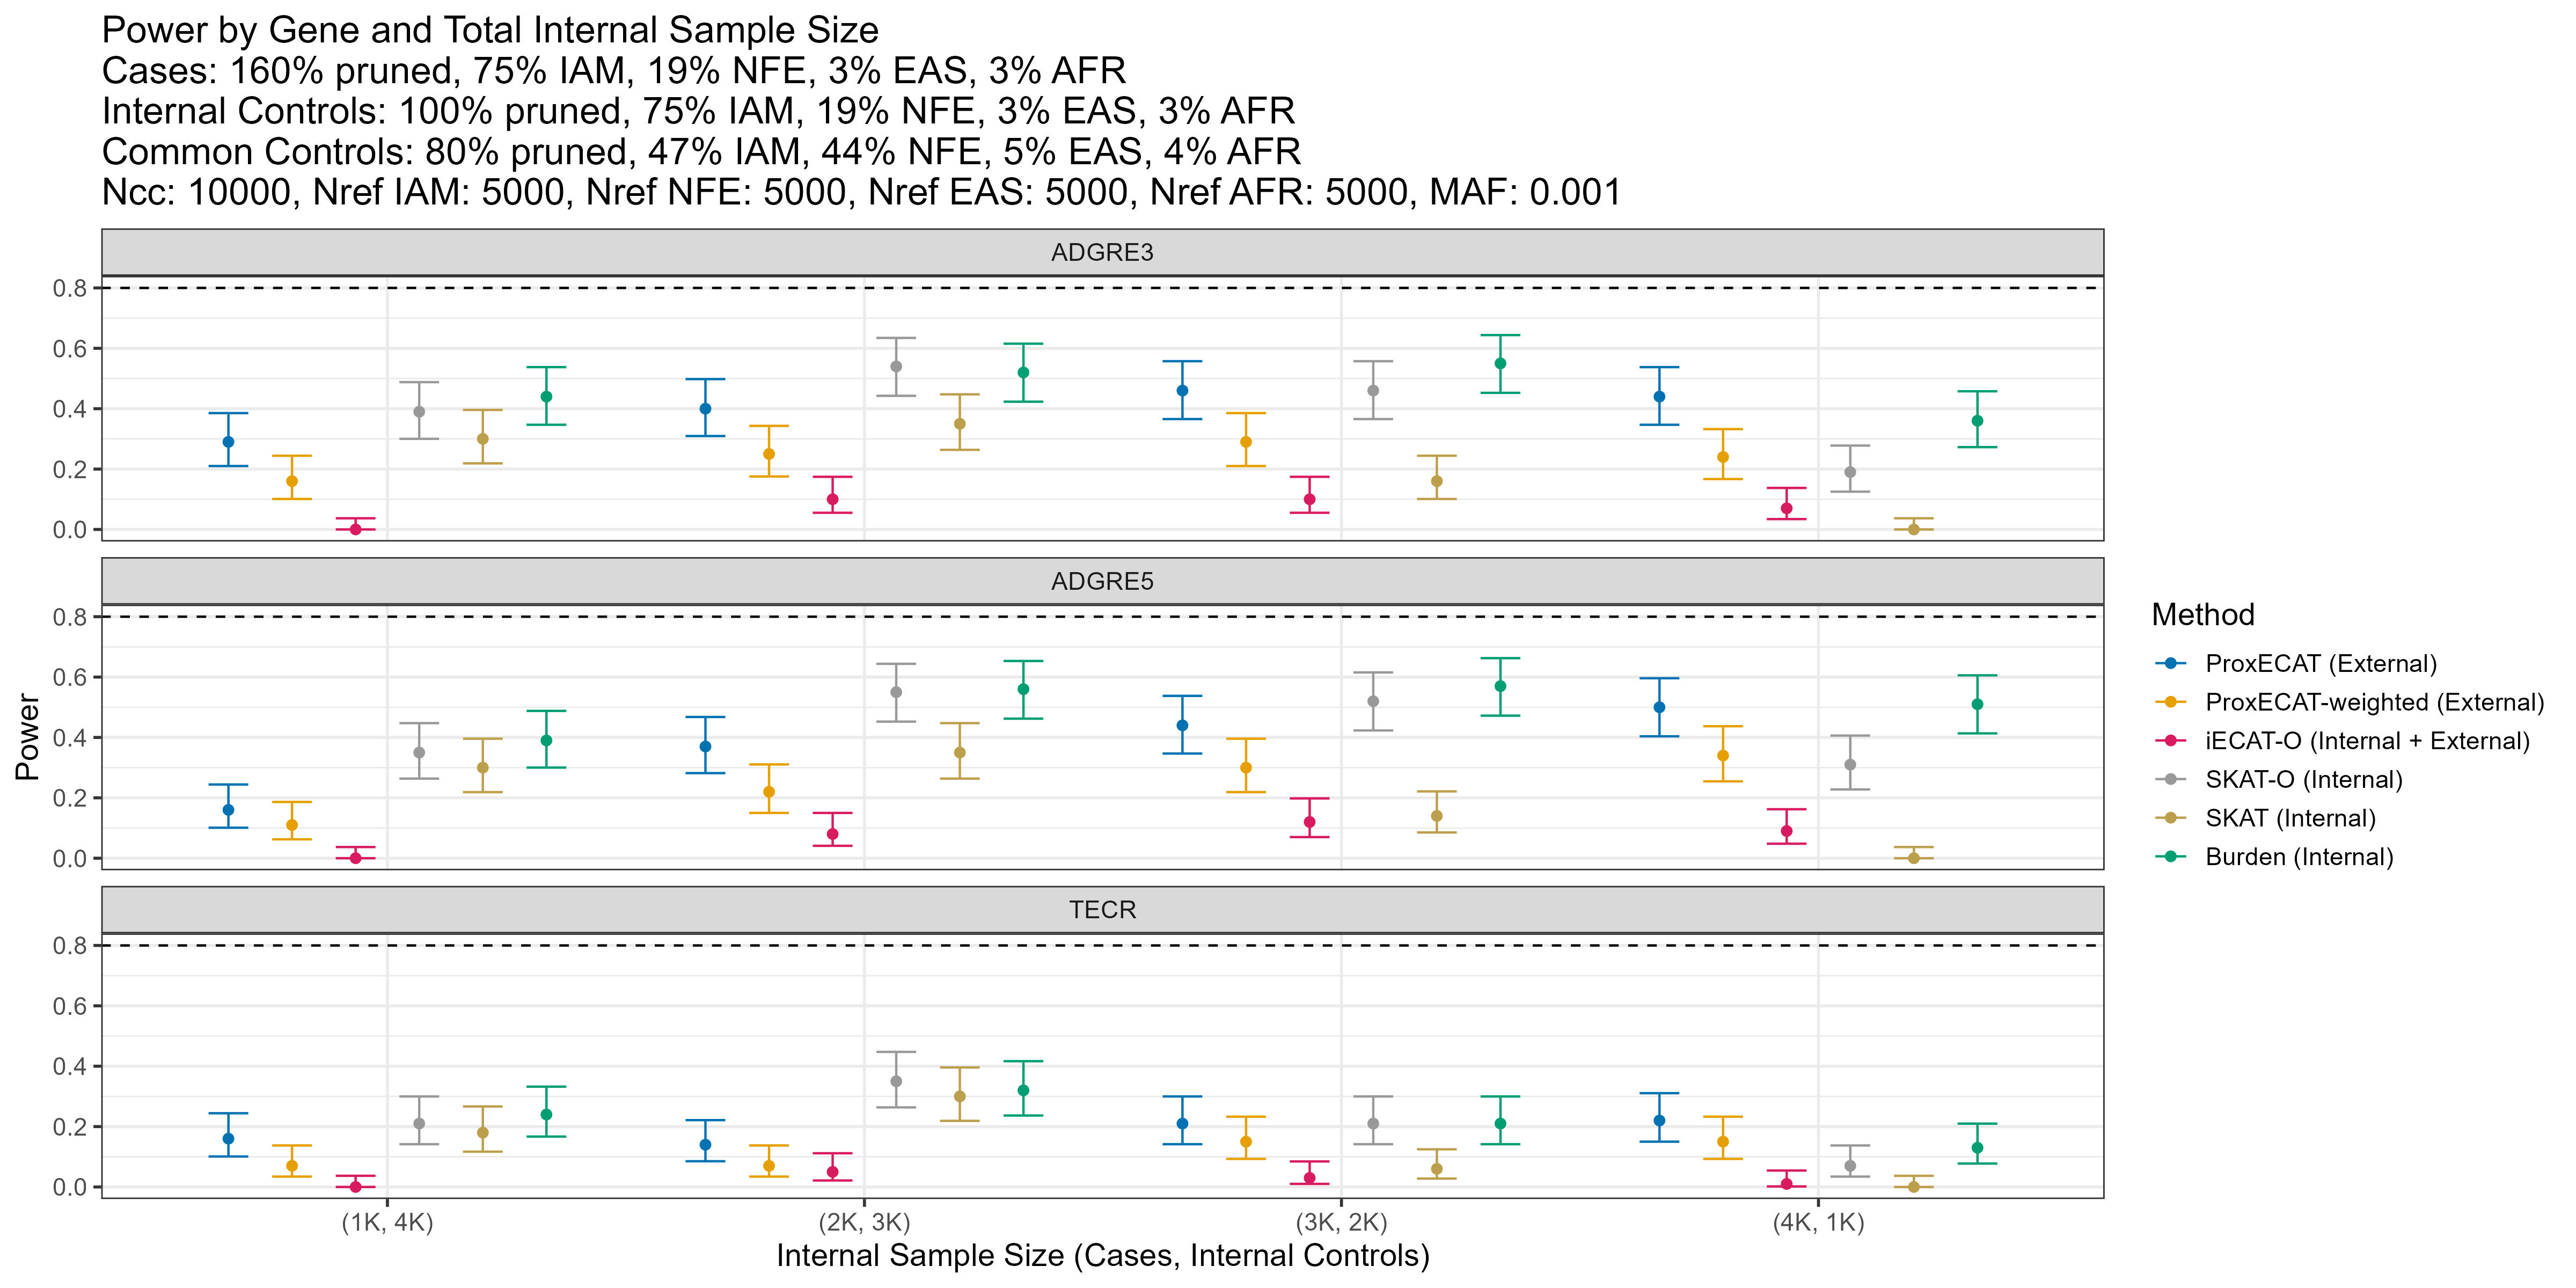 Power by Gene and Total Internal Sample Size
Cases: 160% pruned, 75% IAM, 19% NFE, 3% EAS, 3% AFR
Internal Controls: 100% pruned, 75% IAM, 19% NFE, 3% EAS, 3% AFR
Common Controls: 80% pruned, 47% IAM, 44% NFE, 5% EAS, 4% AFR
Ncc: 10000, Nref IAM: 5000, Nref NFE: 5000, Nref EAS: 5000, Nref AFR: 5000, MAF: 0.001
Power
ADGRE3
0.8
0.6
0.4
0.2
0.0
ADGRE5
0.8
0.6
0.4
0.2
0.0
TECR
0.8
0.6
0.4
0.2
0.0
(1K, 4K)
(2K, 3K)
(3K, 2K)
(4K, 1K)
Internal Sample Size (Cases, Internal Controls)
Method
ProxECAT (External)
ProxECAT-weighted (External)
iECAT-O (Internal + External)
SKAT-O (Internal)
SKAT (Internal)
Burden (Internal)